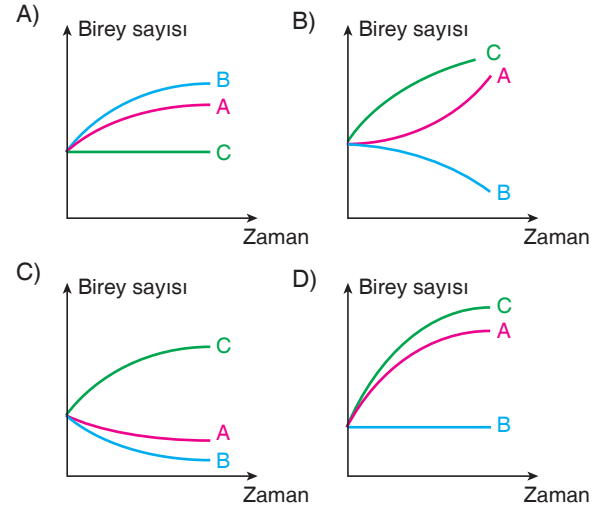 A)
Birey sayısı
B
A
C
Zaman
B)
Birey sayısı
C
A
B
Zaman
C)
Birey sayısı
C
A
B
Zaman
D)
Birey sayısı
C
A
B
Zaman